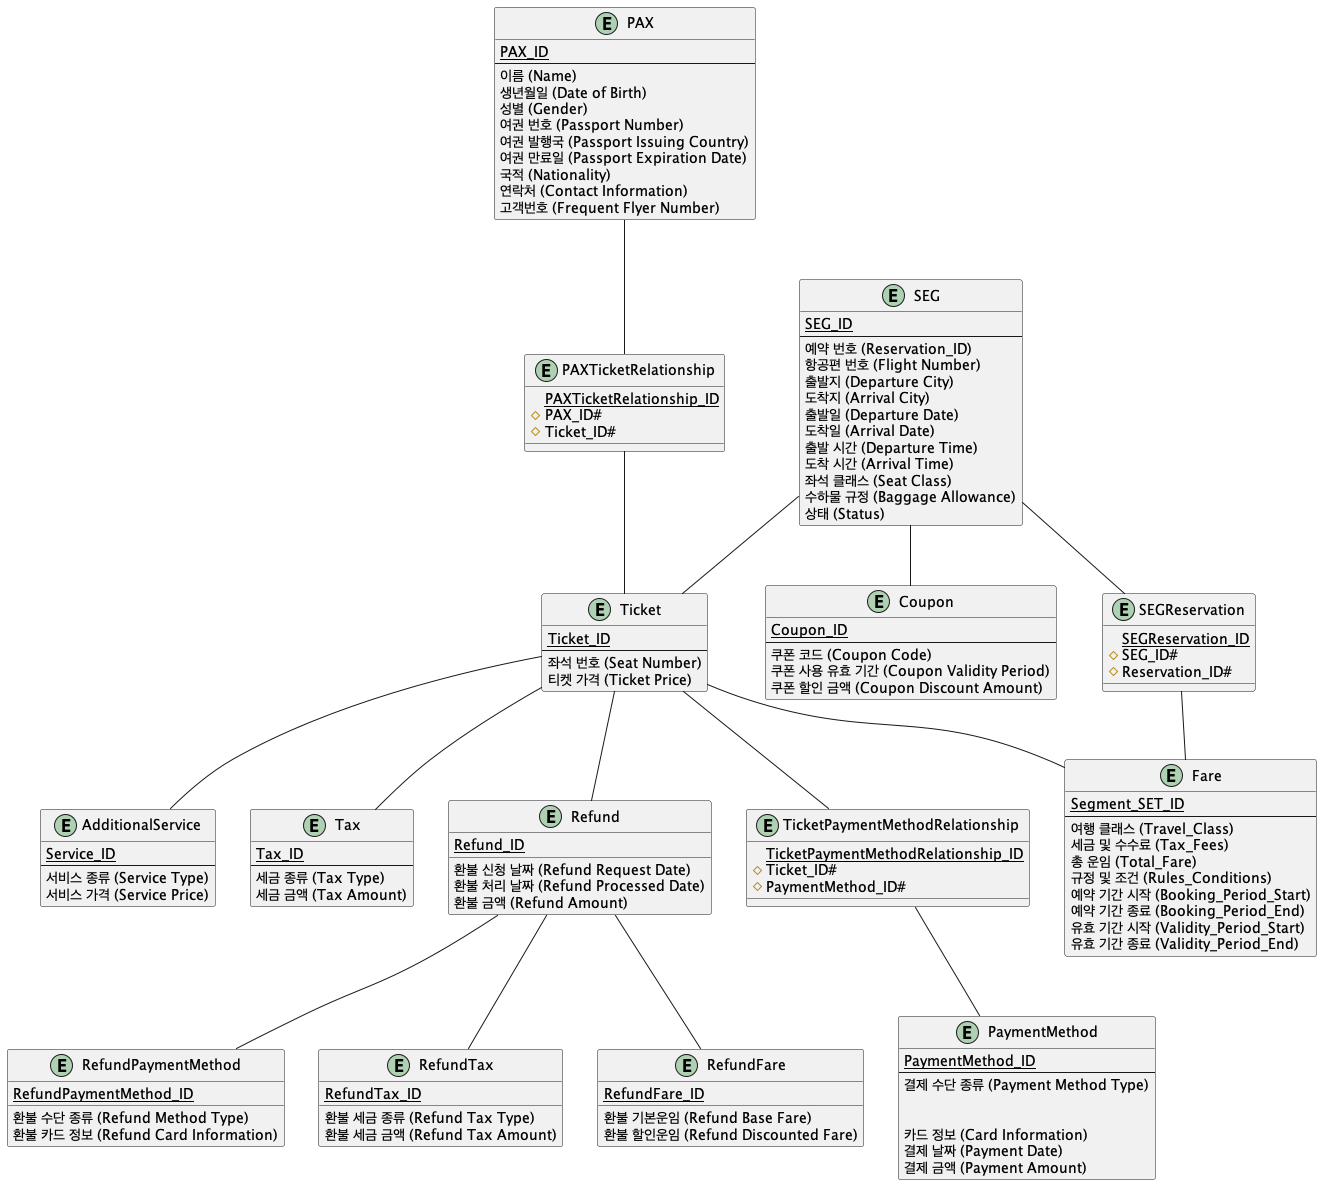 E PAX
PAX_ID
이름 (Name)
생년월일 (Date of Birth)
성별 (Gender)
여권 번호 (Passport Number)
여권 발행국 (Passport Issuing Country)
여권 만료일 (Passport Expiration Date)
국적 (Nationality)
연락처 (Contact Information)
고객번호 (Frequent Flyer Number)
E SEG
SEG_ID
예약 번호 (Reservation_ID)
항공편 번호 (Flight Number)
출발지 (Departure City)
도착지 (Arrival City)
출발일 (Departure Date)
도착일 (Arrival Date)
출발 시간 (Departure Time)
도착 시간 (Arrival Time)
좌석 클래스 (Seat Class)
수하물 규정 (Baggage Allowance)
상태 (Status)
E PAXTicketRelationship
PAXTicketRelationship_ID
PAX_ID#
Ticket_ID#
E Ticket
Ticket_ID
좌석 번호 (Seat Number)
티켓 가격 (Ticket Price)
E Coupon
Coupon_ID
쿠폰 코드 (Coupon Code)
쿠폰 사용 유효 기간 (Coupon Validity Period)
쿠폰 할인 금액 (Coupon Discount Amount)
E SEGReservation
SEGReservation_ID
SEG_ID#
Reservation_ID#
E AdditionalService
Service_ID
서비스 종류 (Service Type)
서비스 가격 (Service Price)
E Tax
Tax_ID
세금 종류 (Tax Type)
세금 금액 (Tax Amount)
E Refund
Refund_ID
환불 신청 날짜 (Refund Request Date)
환불 처리 날짜 (Refund Processed Date)
환불 금액 (Refund Amount)
E TicketPaymentMethodRelationship
TicketPaymentMethodRelationship_ID
Ticket_ID#
PaymentMethod_ID#
E Fare
Segment_SET_ID
여행 클래스 (Travel_Class)
세금 및 수수료 (Tax_Fees)
총 운임 (Total_Fare)
규정 및 조건 (Rules_Conditions)
예약 기간 시작 (Booking_Period_Start)
예약 기간 종료 (Booking_Period_End)
유효 기간 시작 (Validity_Period_Start)
유효 기간 종료 (Validity_Period_End)
E RefundPaymentMethod
RefundPaymentMethod_ID
환불 수단 종류 (Refund Method Type)
환불 카드 정보 (Refund Card Information)
E RefundTax
RefundTax_ID
환불 세금 종류 (Refund Tax Type)
환불 세금 금액 (Refund Tax Amount)
E RefundFare
RefundFare_ID
환불 기본운임 (Refund Base Fare)
환불 할인운임 (Refund Discounted Fare)
E PaymentMethod
PaymentMethod_ID
결제 수단 종류 (Payment Method Type)
카드 정보 (Card Information)
결제 날짜 (Payment Date)
결제 금액 (Payment Amount)